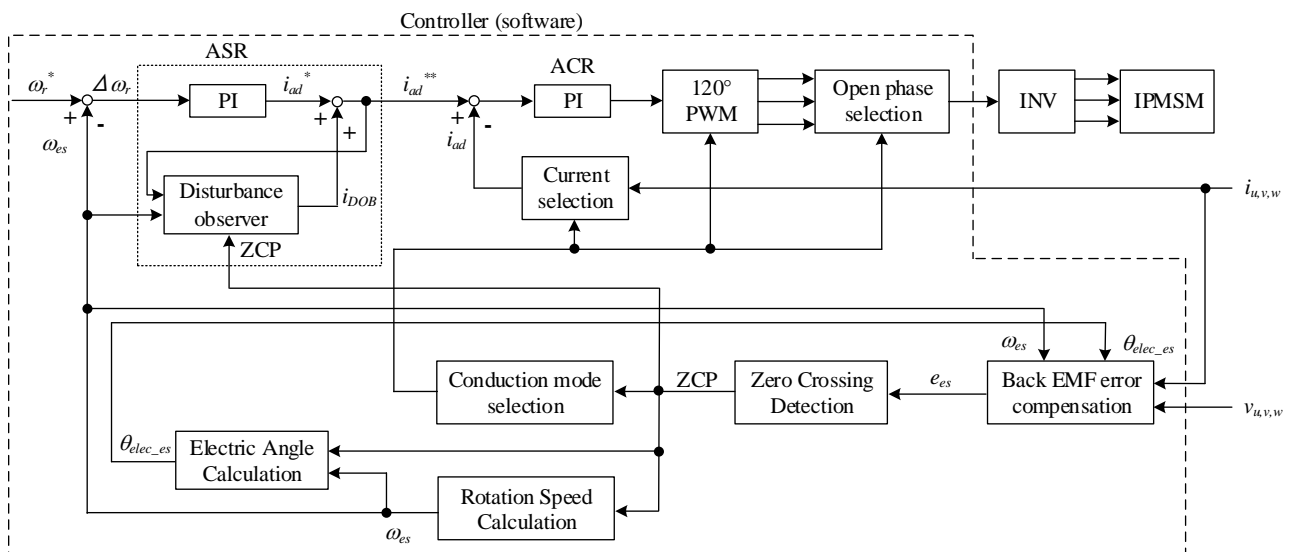 Controller (software)
ASR
ω_r^*
Δω_r
PI
i_ad^*
i_ad^**
ACR
PI
120°
PWM
Open phase
selection
INV
IPMSM
+
-
+
+
+
-
ω_es
i_ad
Disturbance
observer
i_DOB
ZCP
Current
selection
i_u,v,w
ω_es
θ_elec_es
Conduction mode
selection
ZCP
Zero Crossing
Detection
e_es
Back EMF error
compensation
v_u,v,w
θ_elec_es
Electric Angle
Calculation
Rotation Speed
Calculation
ω_es